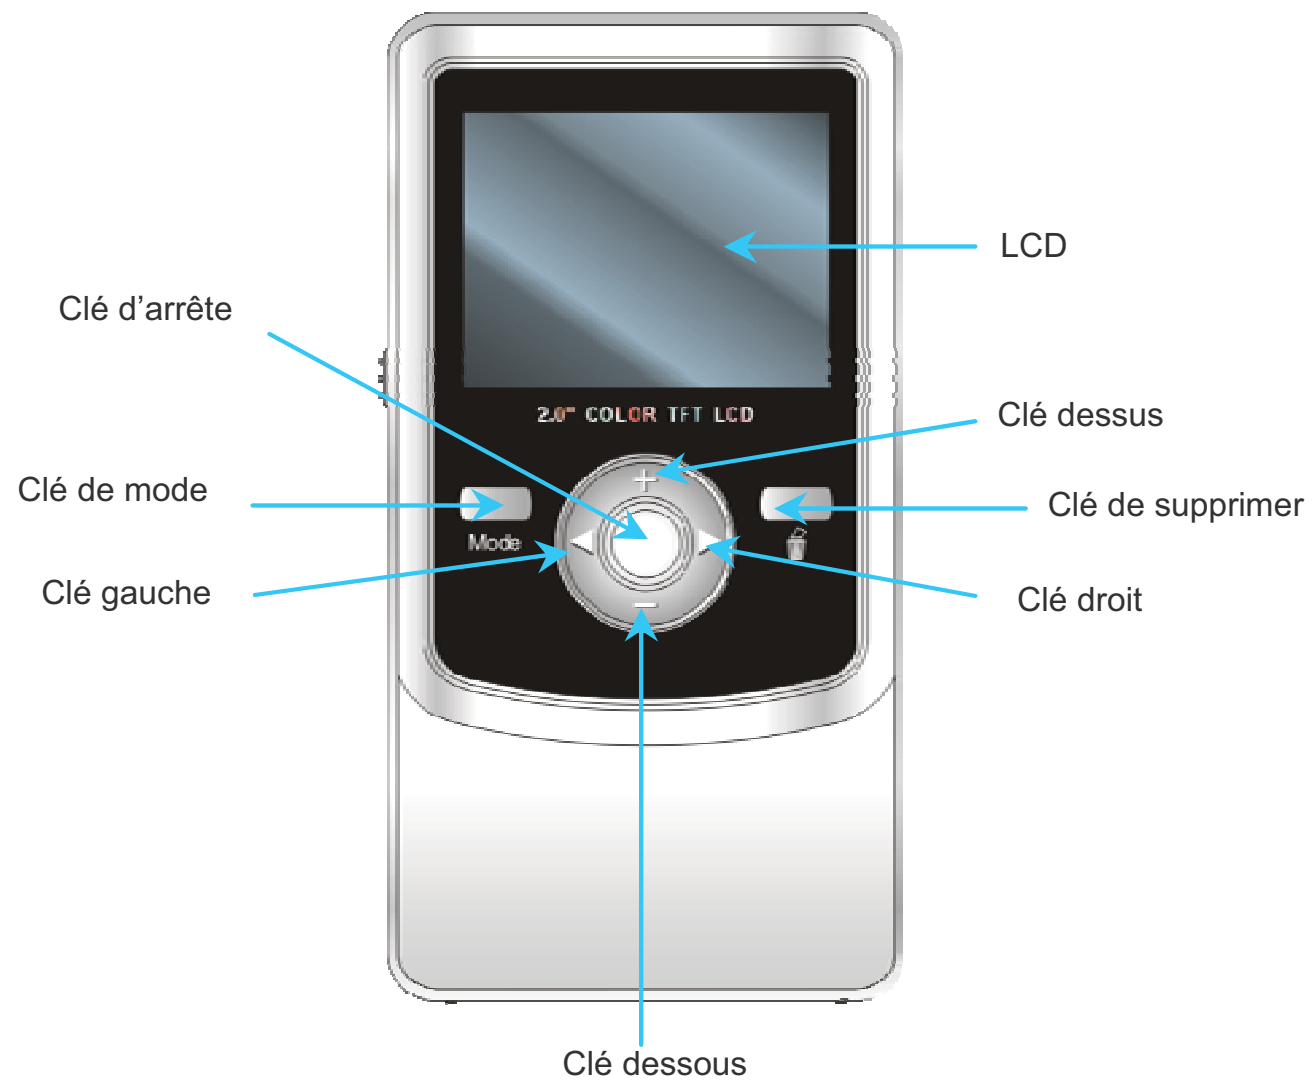 LCD
Clé d’arrête
2.0" COLOR TFT LCD
Clé dessus
Clé de mode
Clé de supprimer
Mode
Clé gauche
Clé droit
Clé dessous